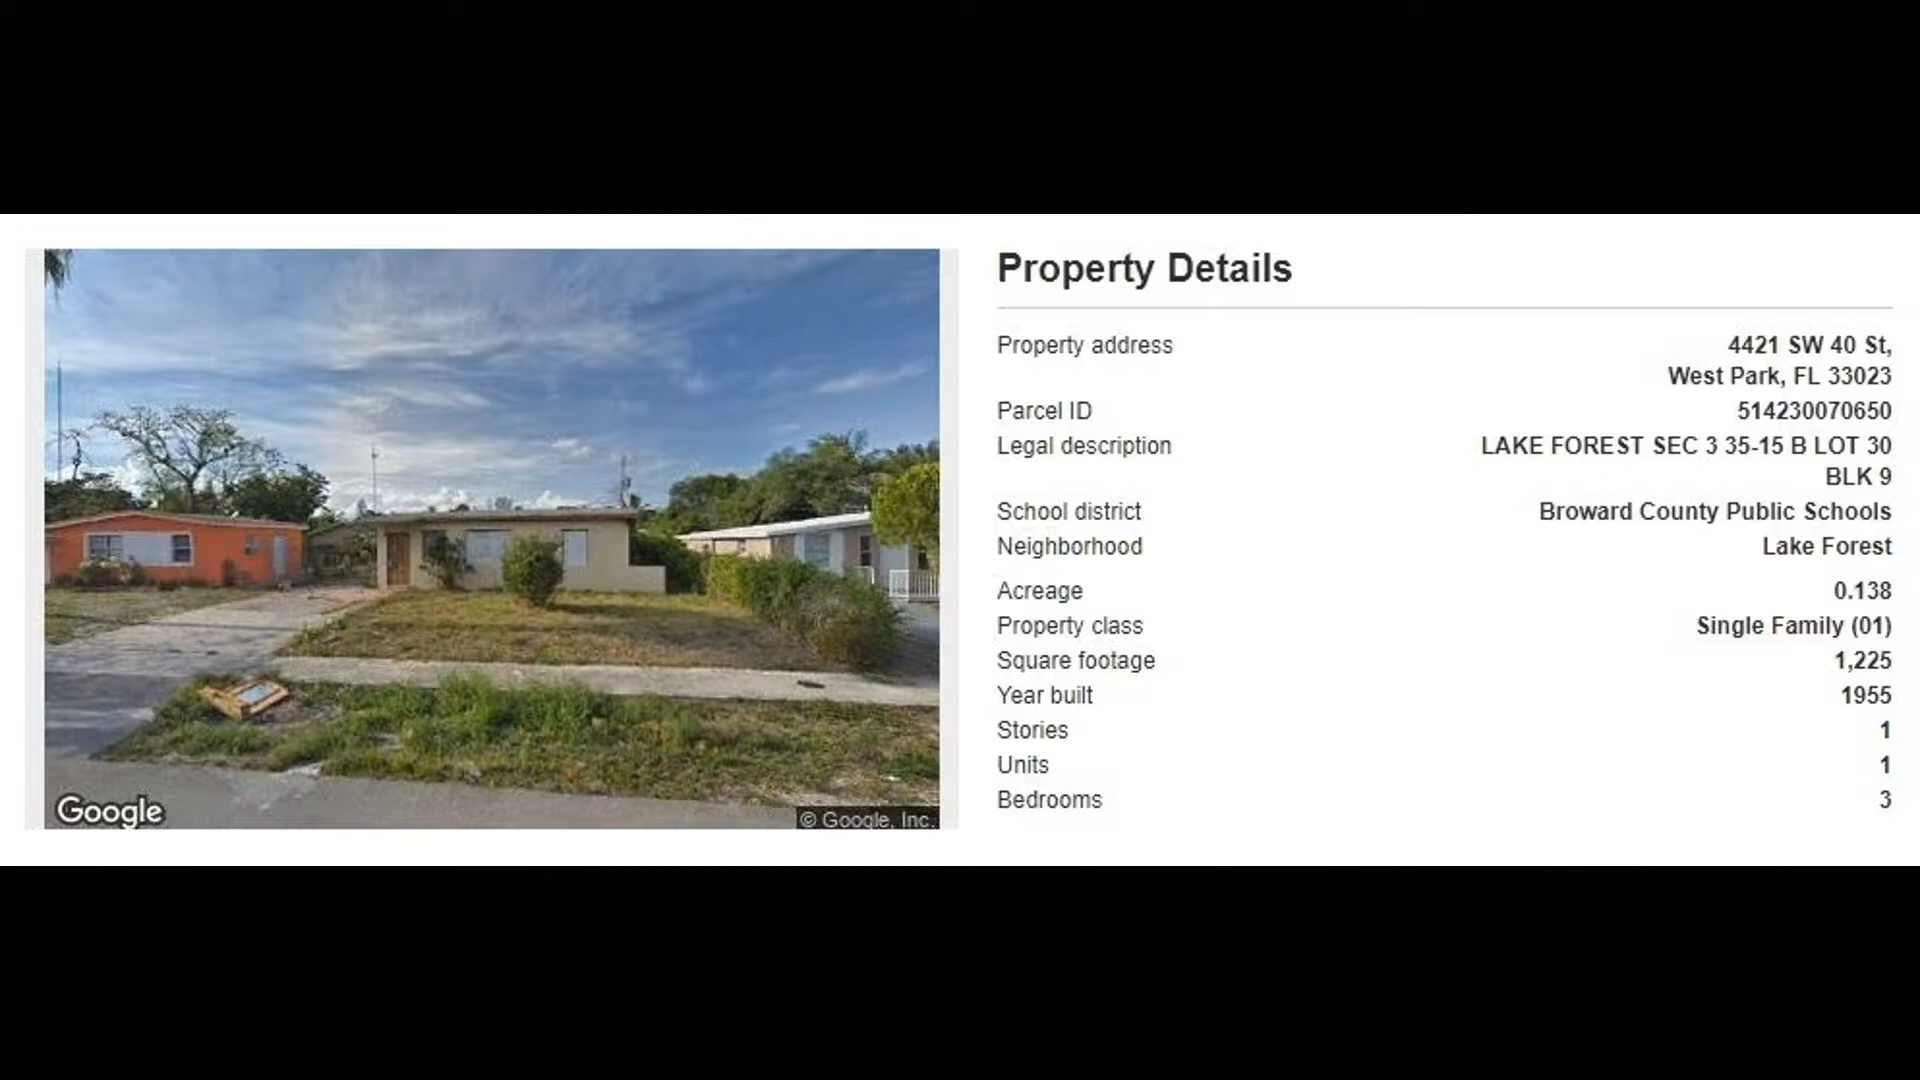 Property Details
Property address 4421 SW 40 St,
West Park, FL 33023
Parcel ID 514230070650
Legal description LAKE FOREST SEC 3 35-15 B LOT 30
BLK 9
School district Broward County Public Schools
Neighborhood Lake Forest
Acreage 0.138
Property class Single Family (01)
Square footage 1,225
Year built 1955
Stories 1
Units 1
Bedrooms 3
Google
© Google, Inc.